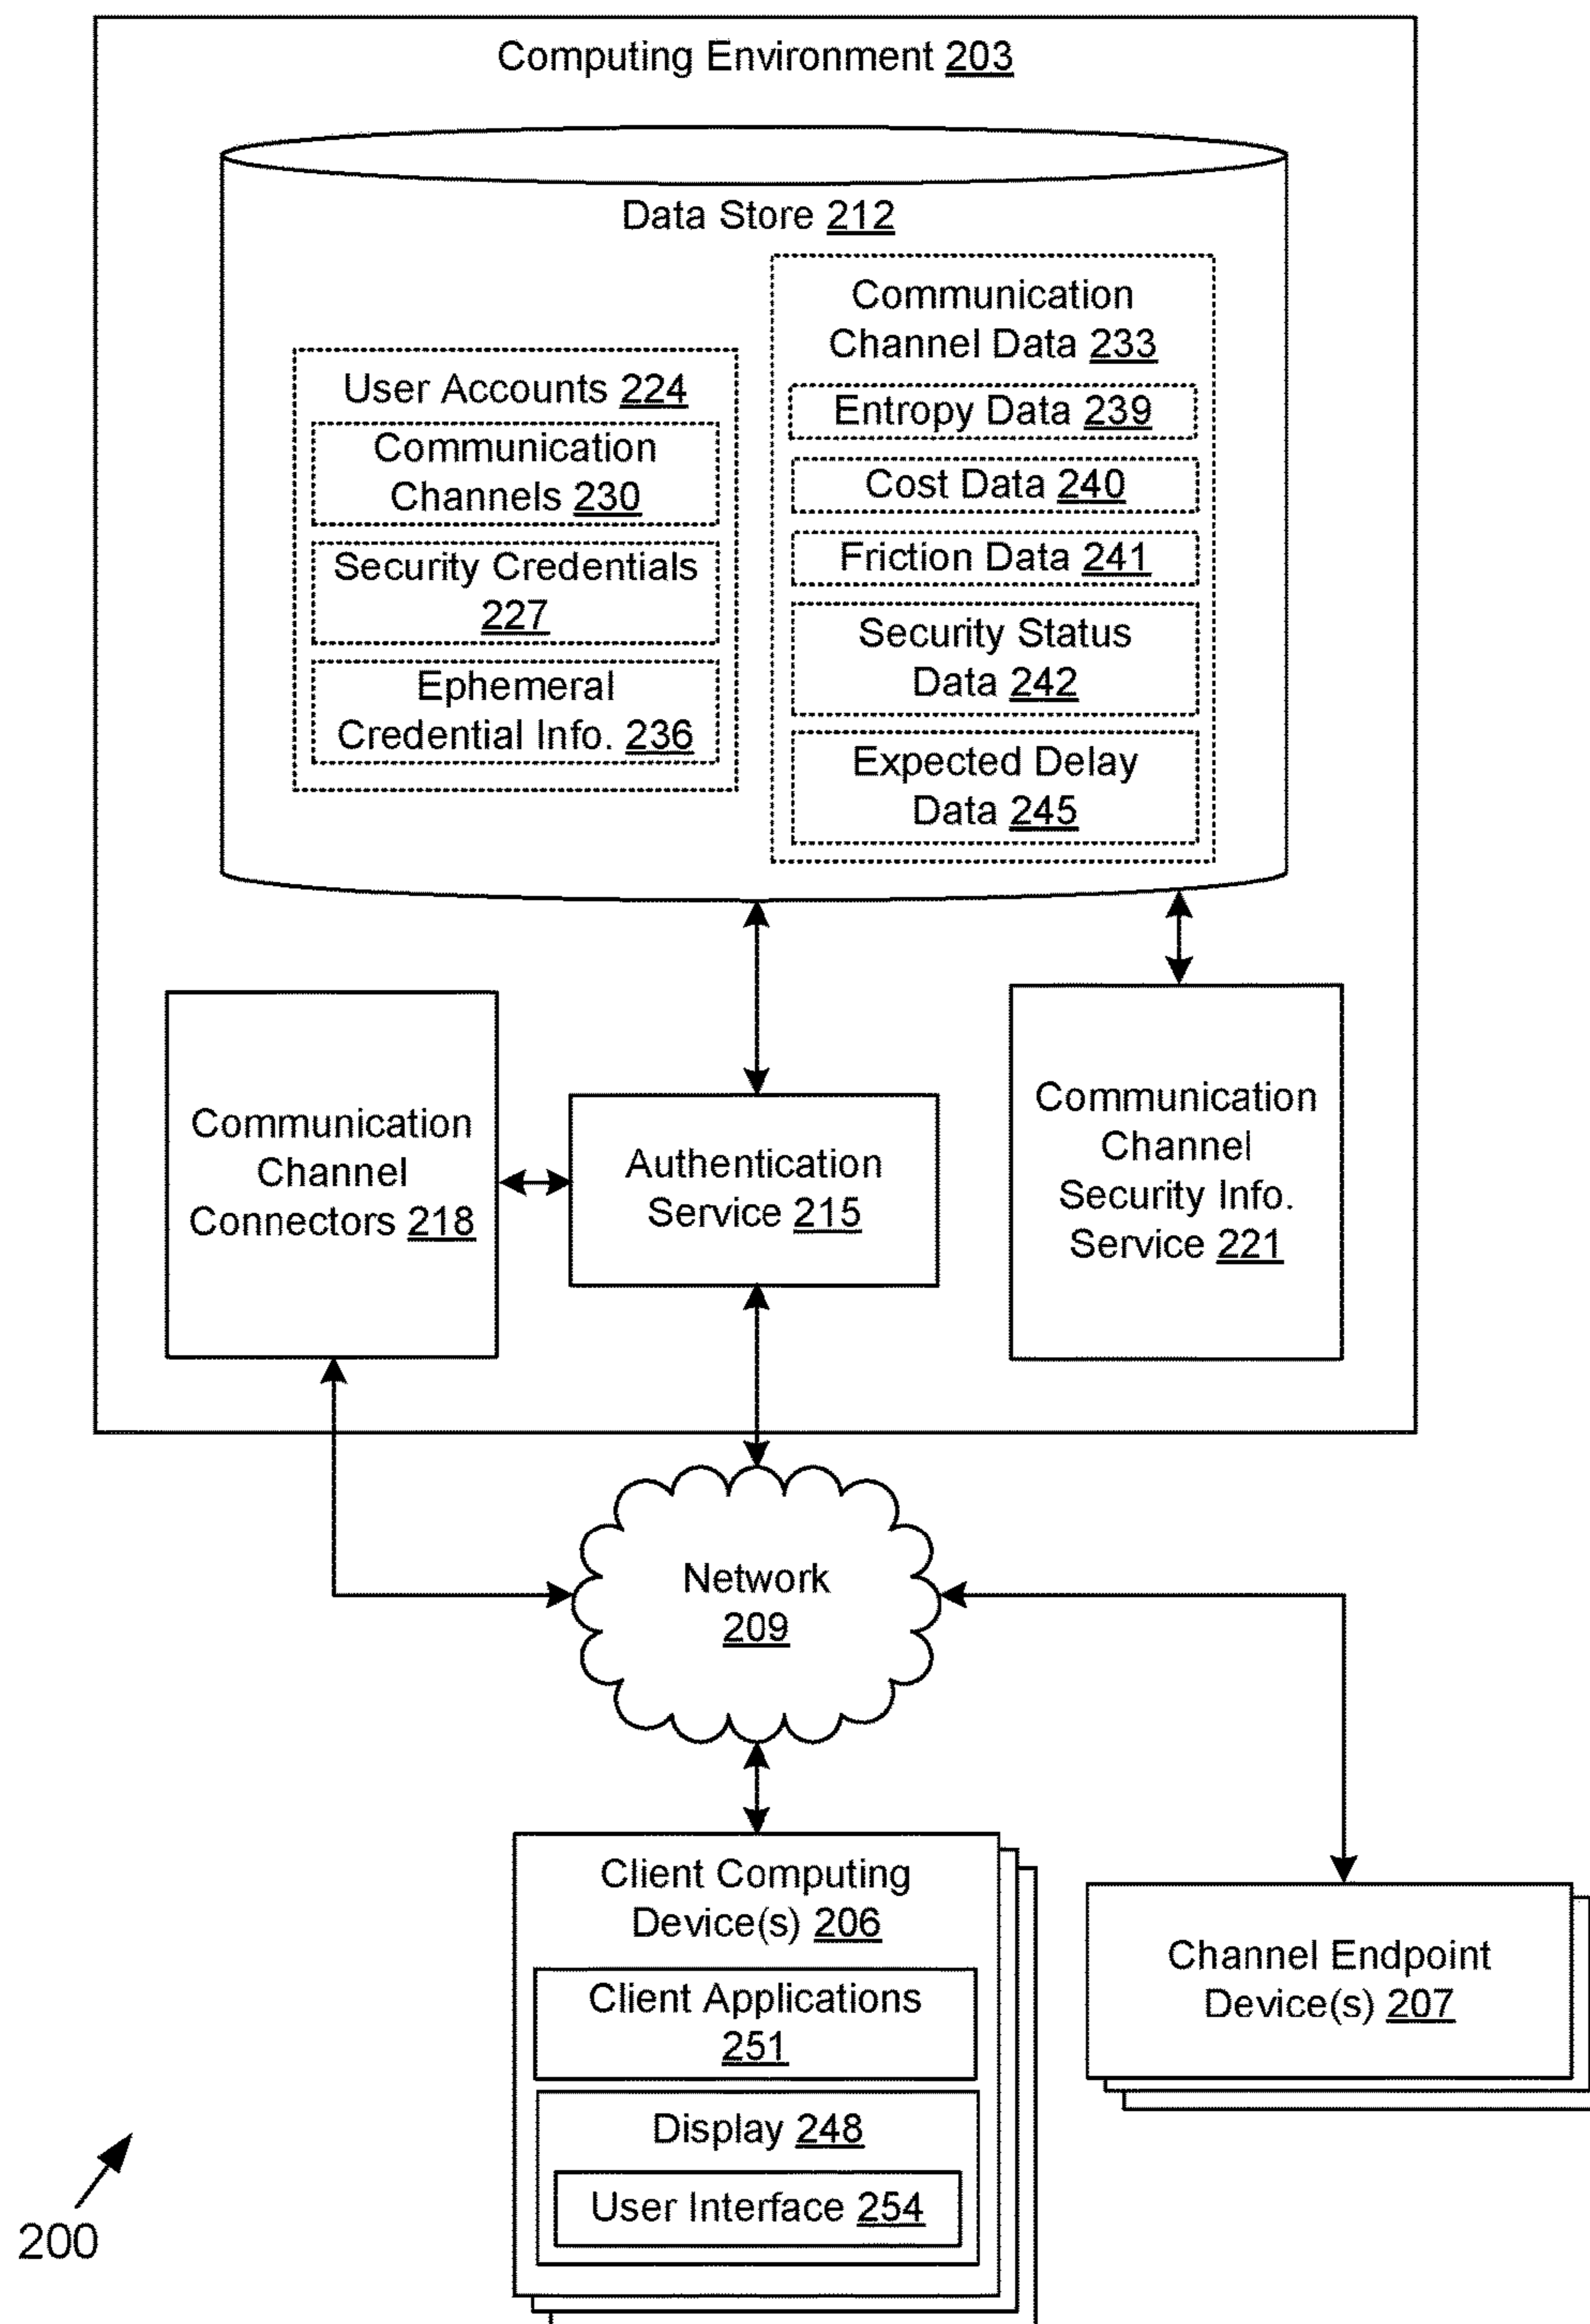 Computing Environment 203
Data Store 212
User Accounts 224
Communication
Channels 230
Security Credentials
227
Ephemeral
Credential Info. 236
Communication
Channel Data 233
Entropy Data 239
Cost Data 240
Friction Data 241
Security Status
Data 242
Expected Delay
Data 245
Communication
Channel
Connectors 218
Authentication
Service 215
Communication
Channel
Security Info.
Service 221
Network
209
Client Computing
Device(s) 206
Client Applications
251
Display 248
User Interface 254
Channel Endpoint
Device(s) 207
200